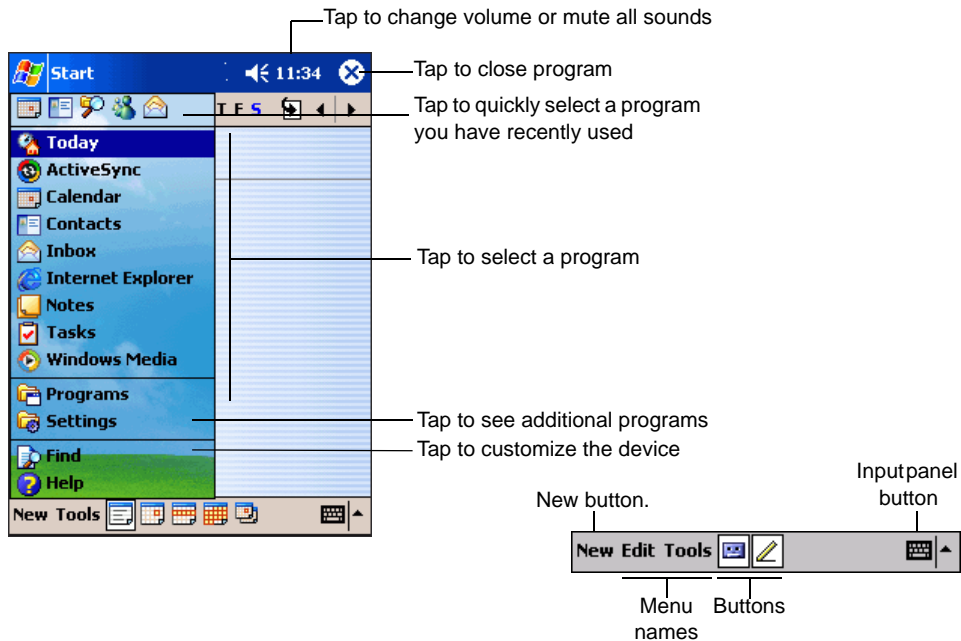 Tap to change volume or mute all sounds
Start
11:34
Tap to close program
T F S
Tap to quickly select a program
you have recently used
Today
ActiveSync
Calendar
Contacts
Inbox
Internet Explorer
Notes
Tasks
Windows Media
Tap to select a program
Programs
Settings
Tap to see additional programs
Find
Tap to customize the device
Help
New Tools
New button.
Input panel
button
New Edit Tools
Menu
names
Buttons